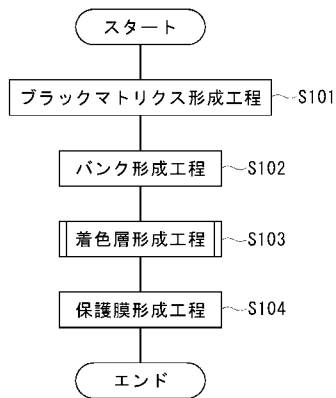 スタート
ブラックマトリクス形成工程 S101
バンク形成工程 S102
着色層形成工程 S103
保護膜形成工程 S104
エンド